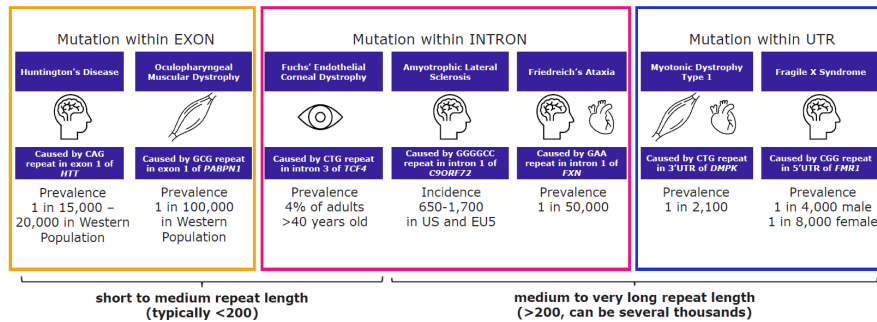 Mutation within EXON
Huntington's Disease
Caused by CAG
repeat in exon 1 of
HTT
Prevalence
1 in 15,000 –
20,000 in Western
Population
Oculopharyngeal
Muscular Dystrophy
Caused by GCG repeat
in exon 1 of PABPN1
Prevalence
1 in 100,000
in Western
Population
Mutation within INTRON
Fuchs' Endothelial
Corneal Dystrophy
Caused by CTG repeat
in intron 3 of TCF4
Prevalence
4% of adults
>40 years old
Amyotrophic Lateral
Sclerosis
Caused by GGGGCC
repeat in intron 1 of
C9ORF72
Incidence
650-1,700
in US and EU5
Friedreich's Ataxia
Caused by GAA
repeat in intron 1 of
FXN
Prevalence
1 in 50,000
Mutation within UTR
Myotonic Dystrophy
Type 1
Caused by CTG repeat
in 3'UTR of DMPK
Prevalence
1 in 2,100
Fragile X Syndrome
Caused by CGG repeat
in 5'UTR of FMR1
Prevalence
1 in 4,000 male
1 in 8,000 female
short to medium repeat length
(typically <200)
medium to very long repeat length
(>200, can be several thousands)